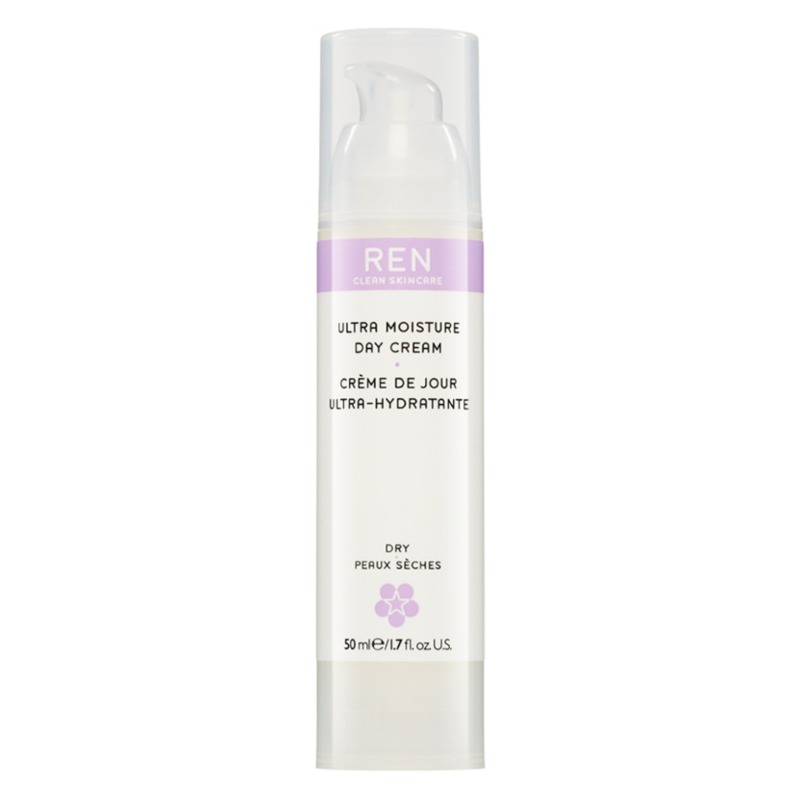 REN
CLEAN SKINCARE
ULTRA MOISTURE
DAY CREAM
CRÈME DE JOUR
ULTRA-HYDRATANTE
DRY
PEAUX SÈCHES
50 ml℮/1.7 fl. oz. U.S.